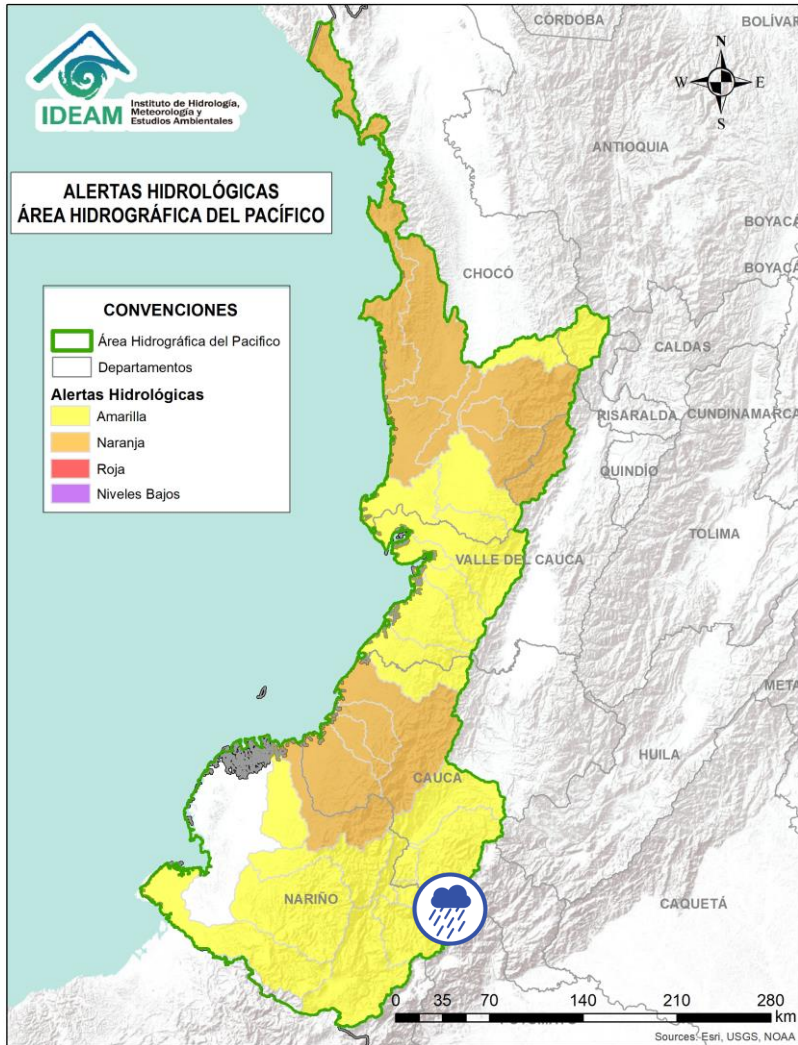 CÓRDOBA
BOLÍVAR
N
W
E
S
IDEAM
Instituto de Hidrología,
Meteorología y
Estudios Ambientales
ANTIOQUIA
ALERTAS HIDROLÓGICAS
ÁREA HIDROGRÁFICA DEL PACÍFICO
BOYACÁ
CHOCÓ
BOYACÁ
CONVENCIONES
Área Hidrográfica del Pacifico
Departamentos
Alertas Hidrológicas
Amarilla
Naranja
Roja
Niveles Bajos
CALDAS
RISARALDA
CUNDINAMARCA
QUINDÍO
TOLIMA
VALLE DEL CAUCA
META
HUILA
CAUCA
NARIÑO
CAQUETÁ
0 35 70 140 210 280
km
Sources: Esri, USGS, NOAA